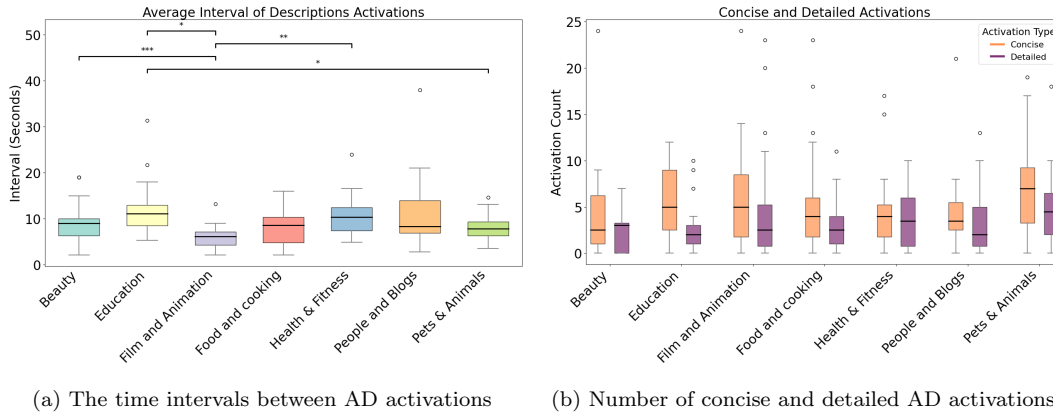 Average Interval of Descriptions Activations
*
**
***
*
Interval (Seconds)
50
40
30
20
10
0
Beauty
Education
Film and Animation
Food and cooking
Health & Fitness
People and Blogs
Pets & Animals
(a) The time intervals between AD activations
Concise and Detailed Activations
Activation Type
Concise
Detailed
Activation Count
25
20
15
10
5
0
Beauty
Education
Film and Animation
Food and cooking
Health & Fitness
People and Blogs
Pets & Animals
(b) Number of concise and detailed AD activations